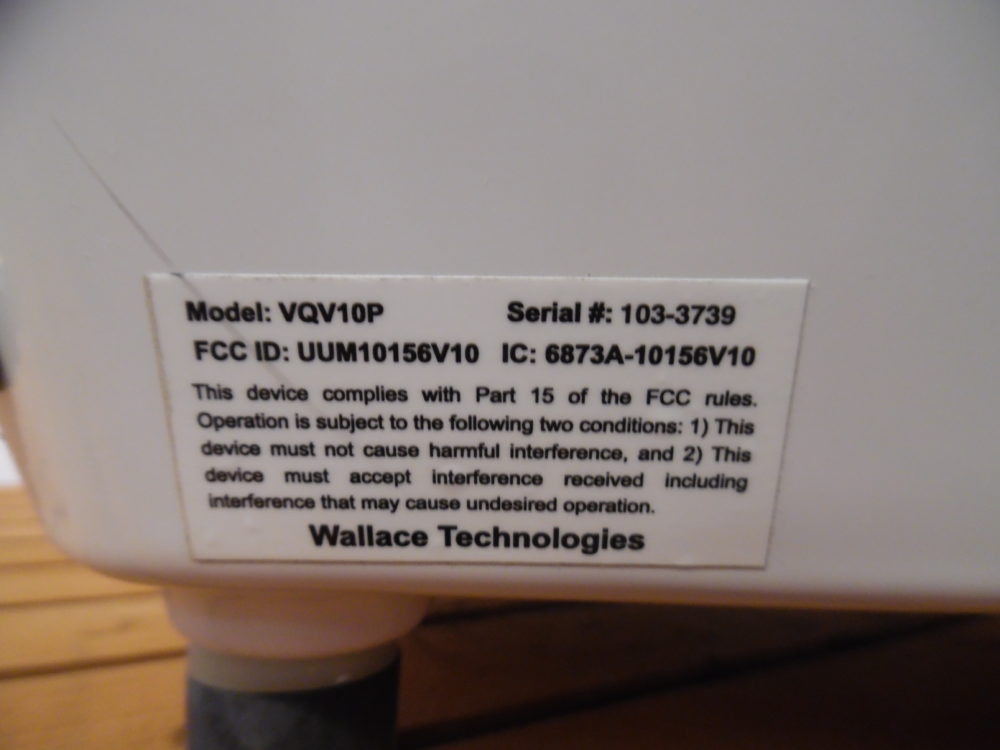 Model: VQV10P Serial #: 103-3739
FCC ID: UUM10156V10 IC: 6873A-10156V10
This device complies with Part 15 of the FCC rules.
Operation is subject to the following two conditions: 1) This
device must not cause harmful interference, and 2) This
device must accept interference received including
interference that may cause undesired operation.
Wallace Technologies